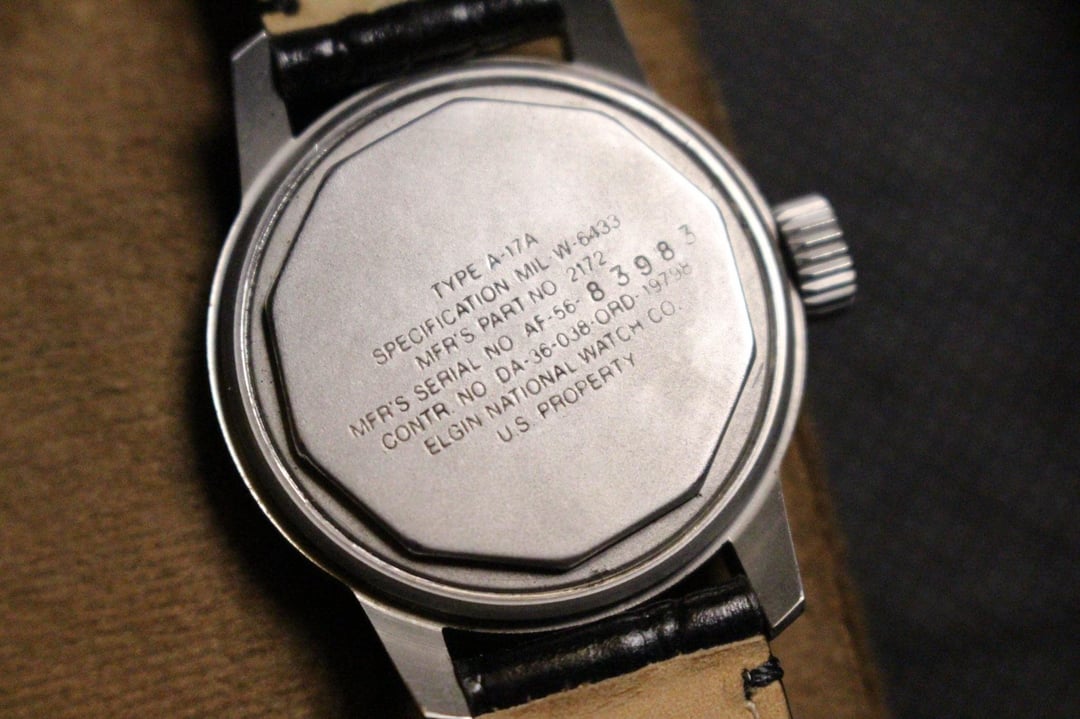 TYPE A-17A
SPECIFICATION MIL W-6433
MFR'S PART NO 2172
MFR'S SERIAL NO AF-56-83983
CONTR. NO DA-36-038-ORD-19798
ELGIN NATIONAL WATCH CO.
U.S. PROPERTY